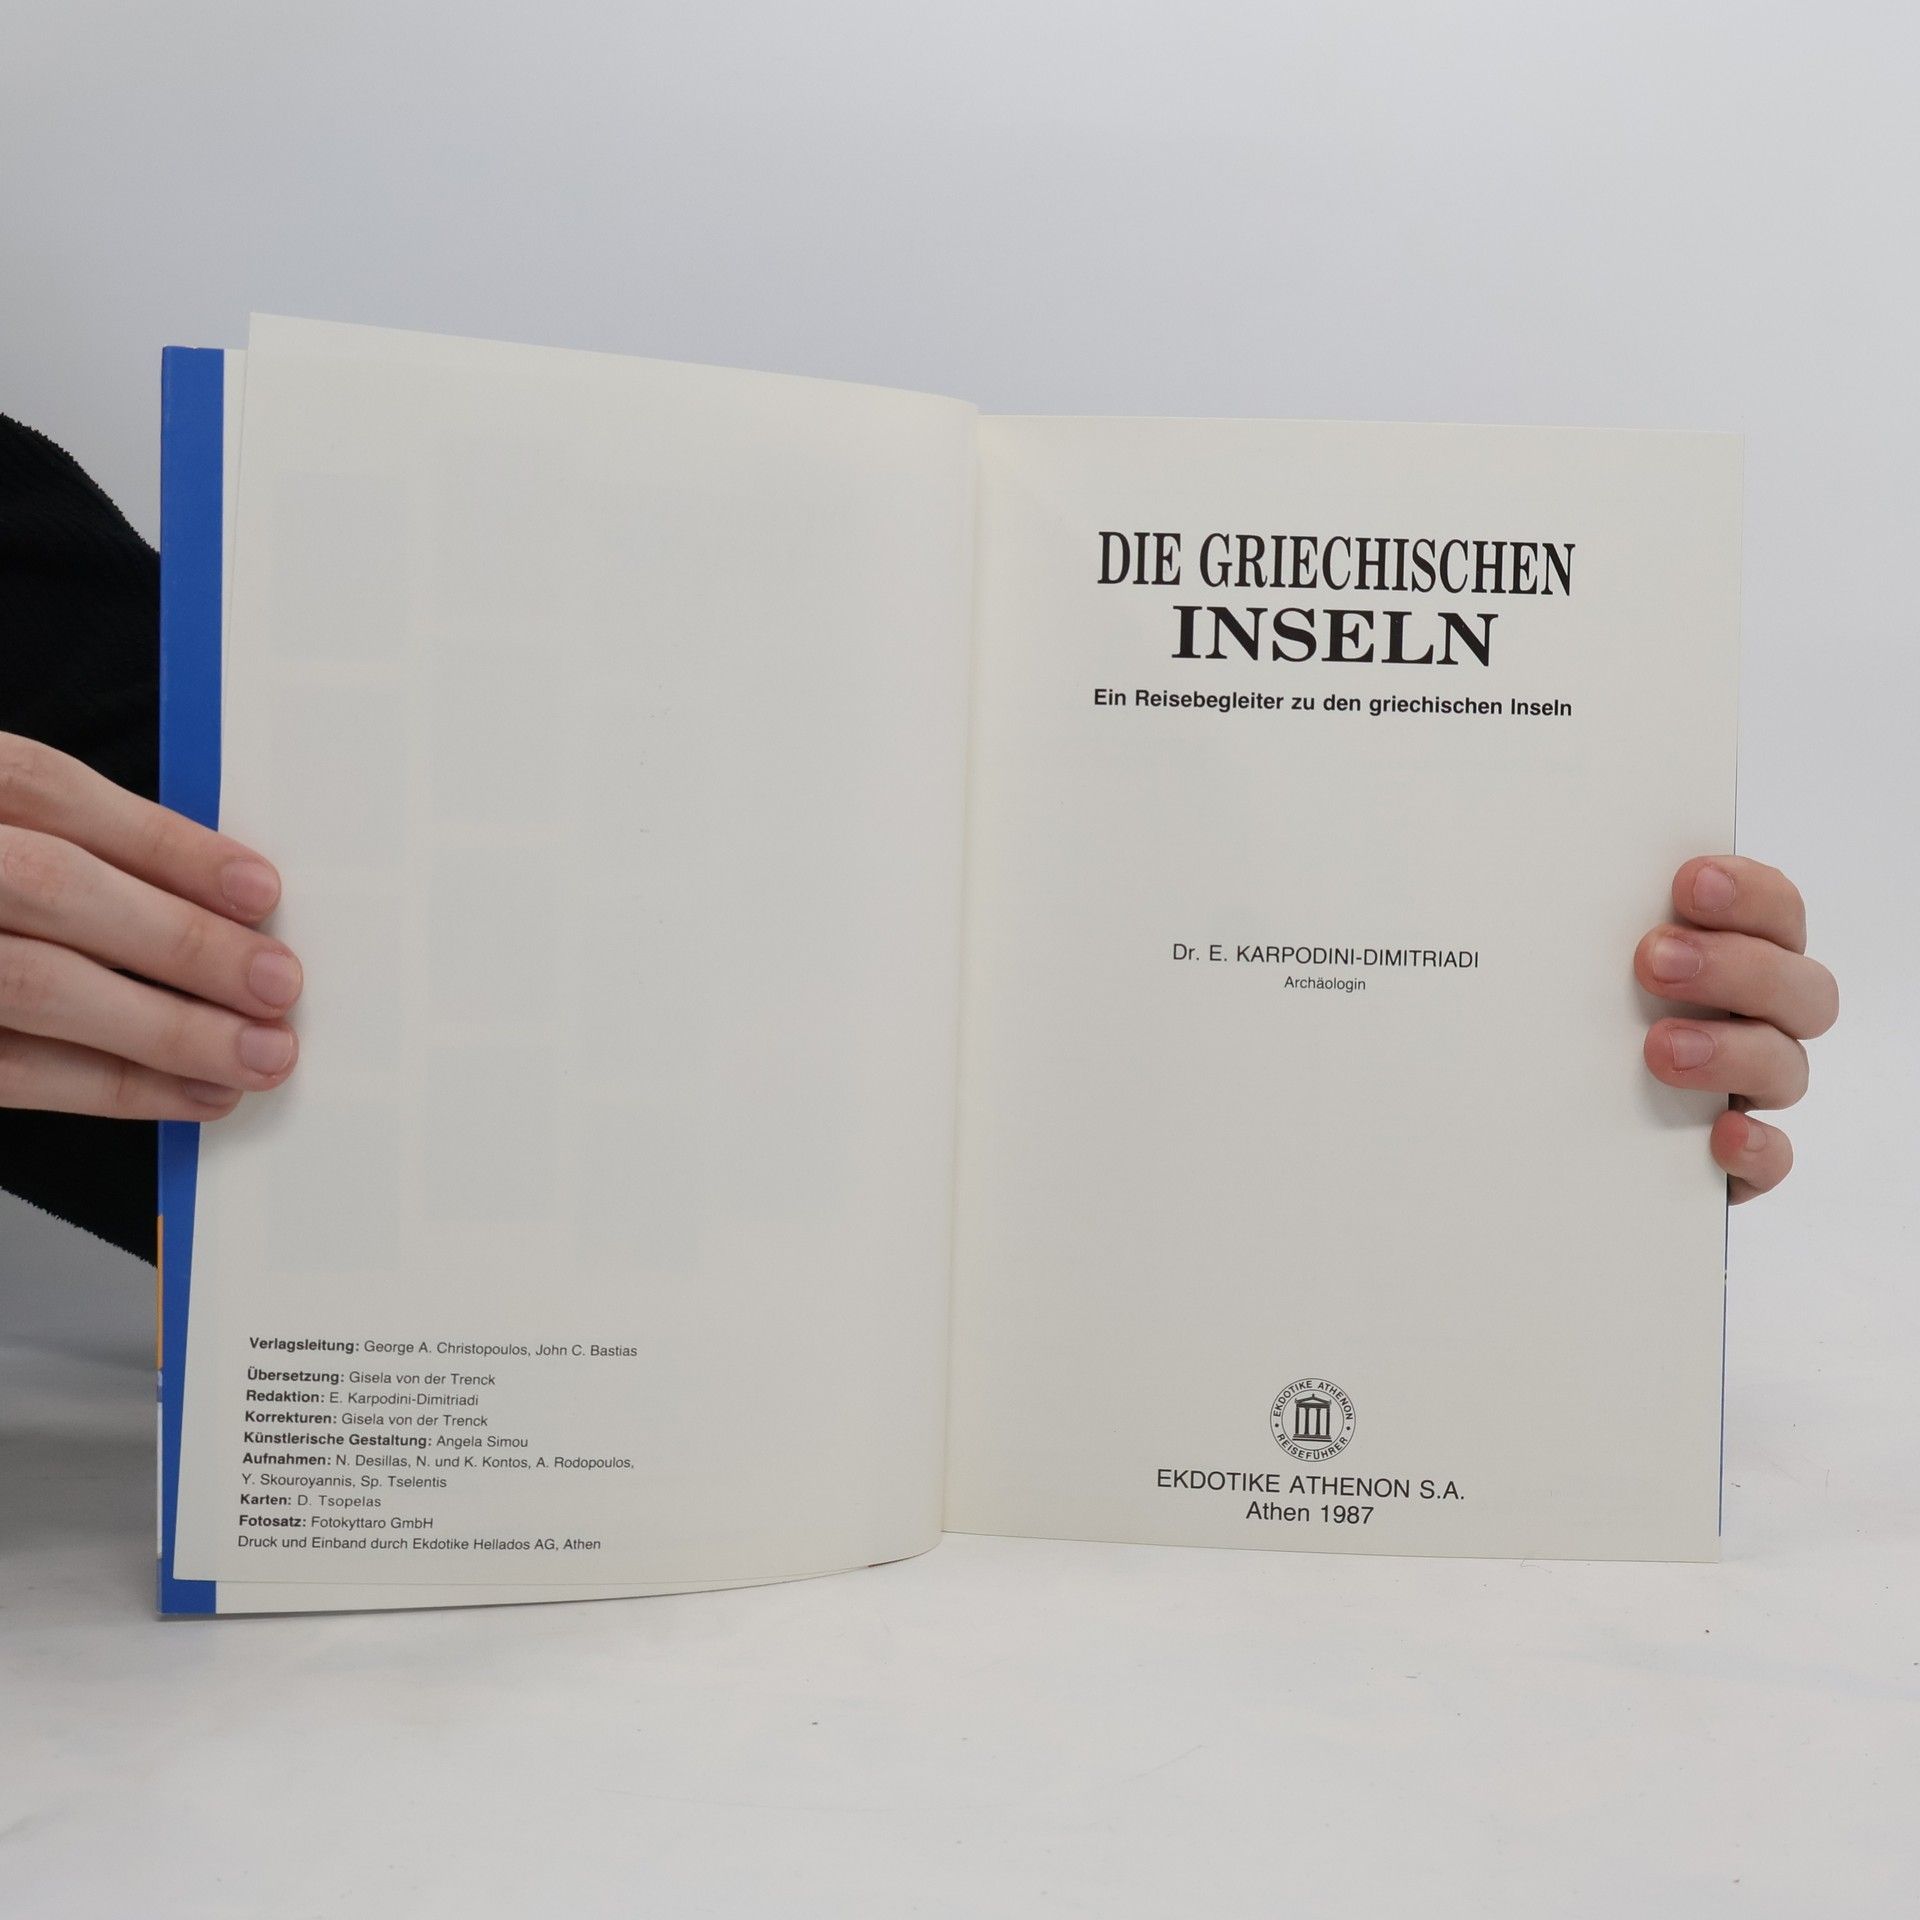 Verlagsleitung: George A. Christopoulos, John C. Bastias
Übersetzung: Gisela von der Trenck
Redaktion: E. Karpodini-Dimitriadi
Korrekturen: Gisela von der Trenck
Künstlerische Gestaltung: Angela Simou
Aufnahmen: N. Desillas, N. und K. Kontos, A. Rodopoulos,
Y. Skouroyannis, Sp. Tselentis
Karten: D. Tsopelas
Fotosatz: Fotokyttaro GmbH
Druck und Einband durch Ekdotike Hellados AG, Athen
DIE GRIECHISCHEN
INSELN
Ein Reisebegleiter zu den griechischen Inseln
Dr. E. KARPODINI-DIMITRIADI
Archäologin
EKDOTIKE ATHENON
REISEFÜHRER
EKDOTIKE ATHENON S.A.
Athen 1987